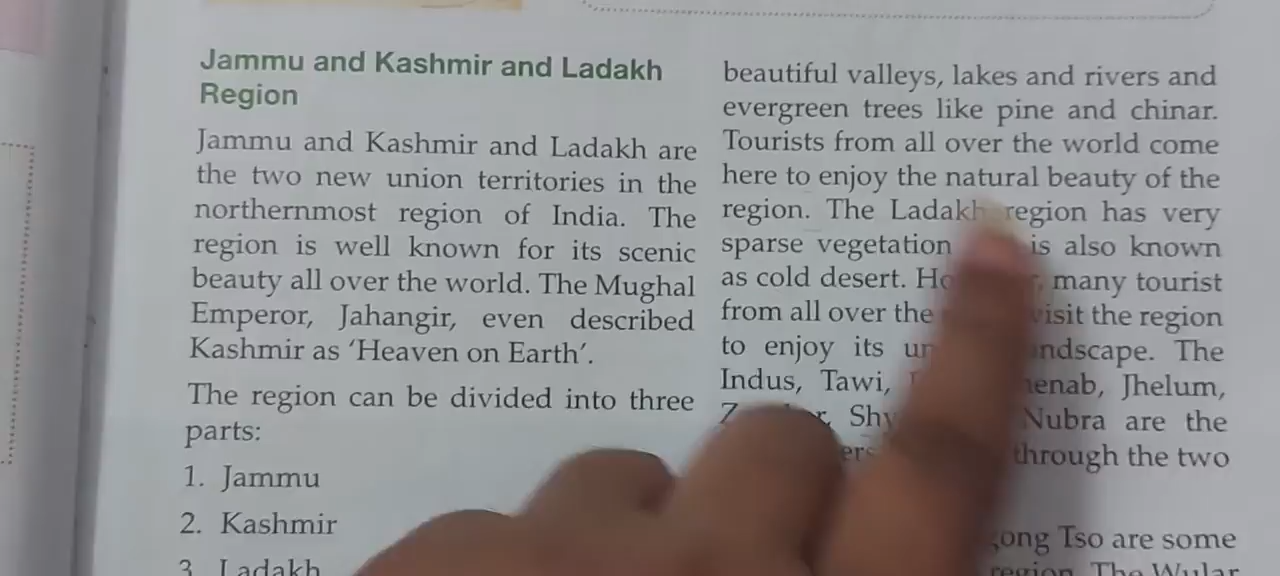 Jammu and Kashmir and Ladakh
Region
Jammu and Kashmir and Ladakh are
the two new union territories in the
northernmost region of India. The
region is well known for its scenic
beauty all over the world. The Mughal
Emperor, Jahangir, even described
Kashmir as ‘Heaven on Earth’.
The region can be divided into three
parts:
1. Jammu
2. Kashmir
3. Ladakh
beautiful valleys, lakes and rivers and
evergreen trees like pine and chinar.
Tourists from all over the world come
here to enjoy the natural beauty of the
region. The Ladakh region has very
sparse vegetation is also known
as cold desert. many tourist
from all over the visit the region
to enjoy its The
Indus, Tawi, Jhelum,
Nubra are the
through the two
Tso are some
region. The Wular